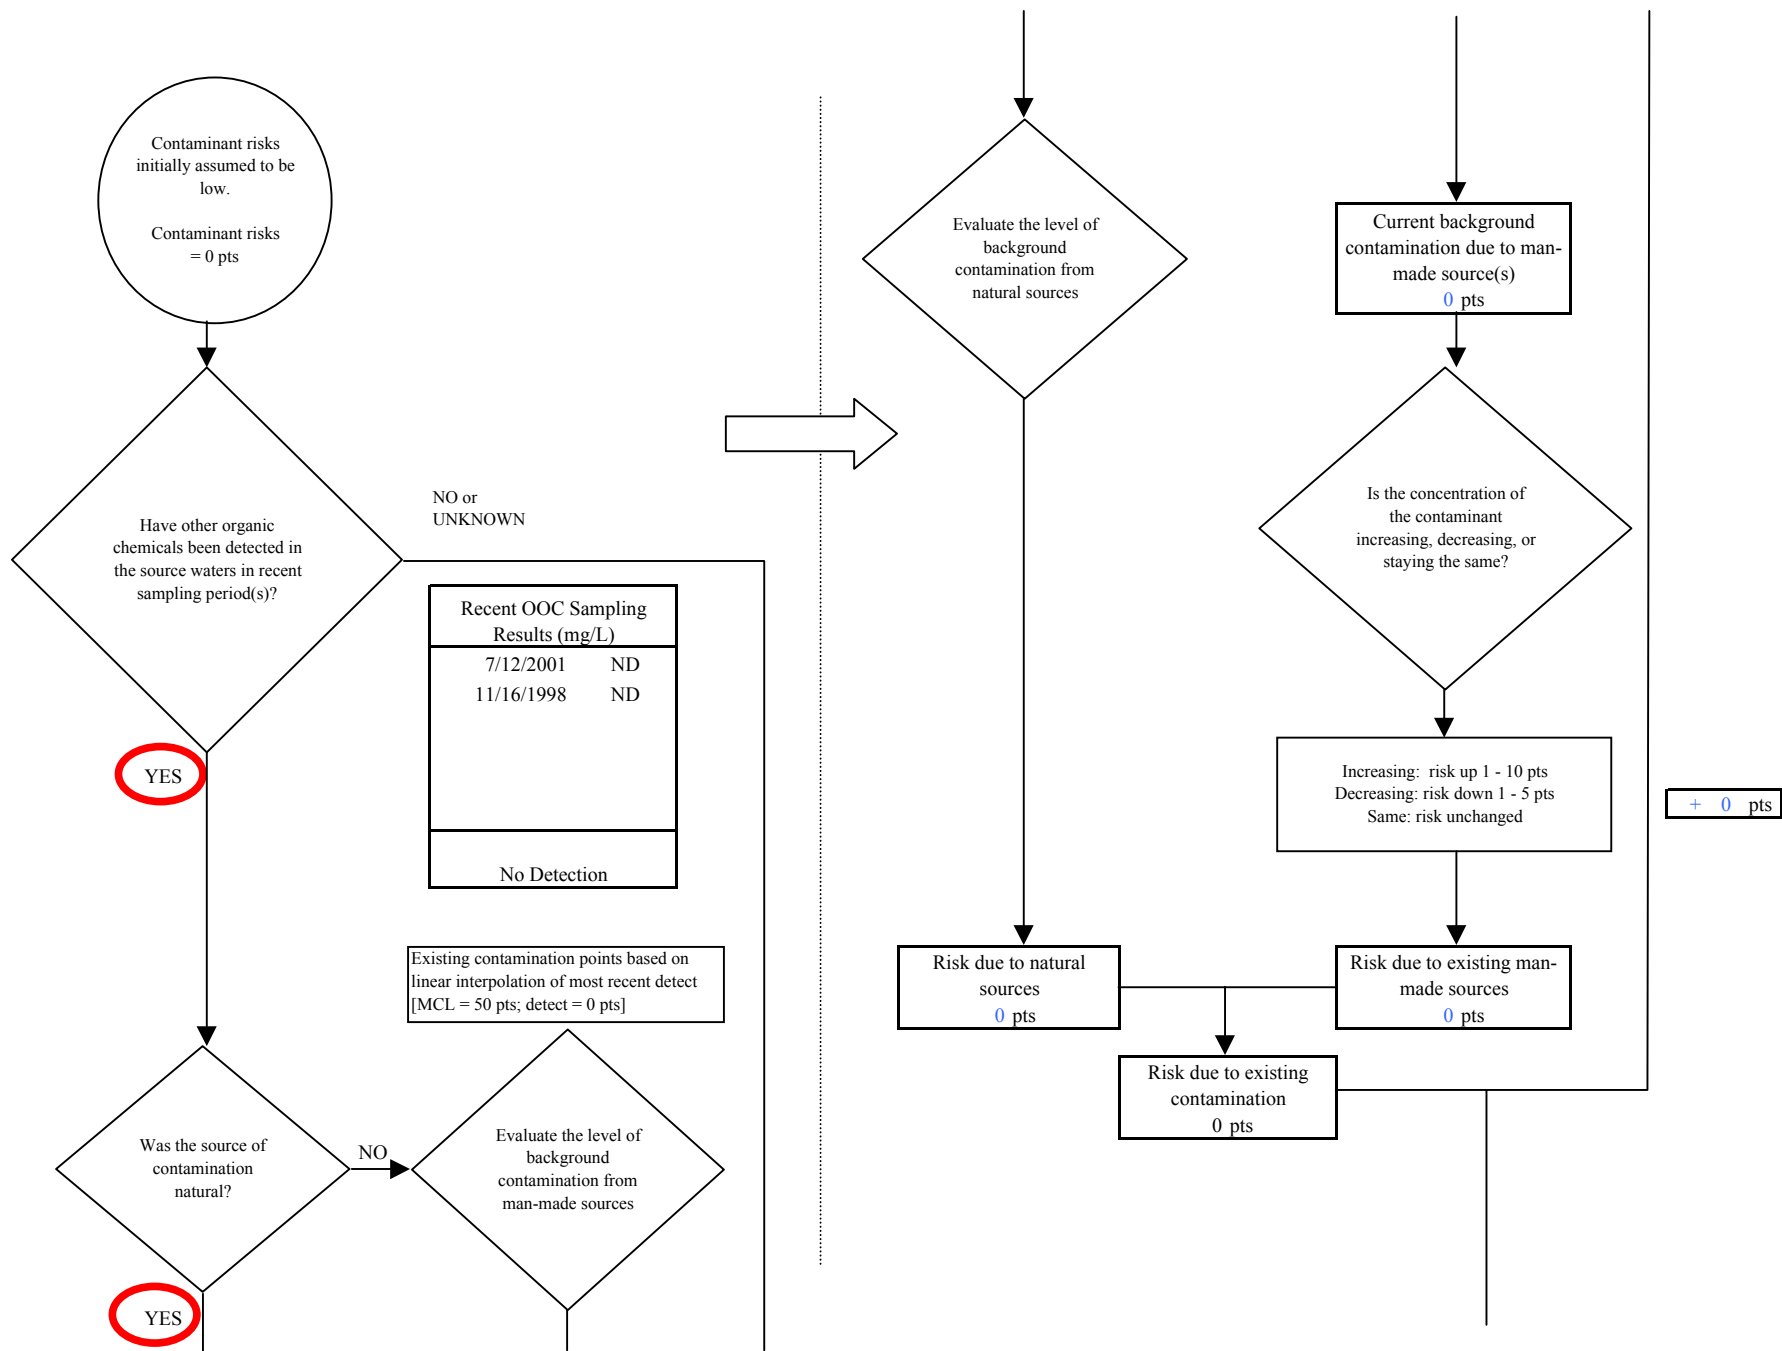 Contaminant risks
initially assumed to be
low.
Contaminant risks
= 0 pts
Have other organic
chemicals been detected in
the source waters in recent
sampling period(s)?
NO or
UNKNOWN
YES
Recent OOC Sampling
Results (mg/L)
7/12/2001 ND
11/16/1998 ND
No Detection
Existing contamination points based on
linear interpolation of most recent detect
[MCL = 50 pts; detect = 0 pts]
Was the source of
contamination
natural?
NO
Evaluate the level of
background
contamination from
man-made sources
YES
Evaluate the level of
background
contamination from
natural sources
Current background
contamination due to man-
made source(s)
0 pts
Is the concentration of
the contaminant
increasing, decreasing, or
staying the same?
Increasing: risk up 1 - 10 pts
Decreasing: risk down 1 - 5 pts
Same: risk unchanged
+ 0 pts
Risk due to natural
sources
0 pts
Risk due to existing man-
made sources
0 pts
Risk due to existing
contamination
0 pts